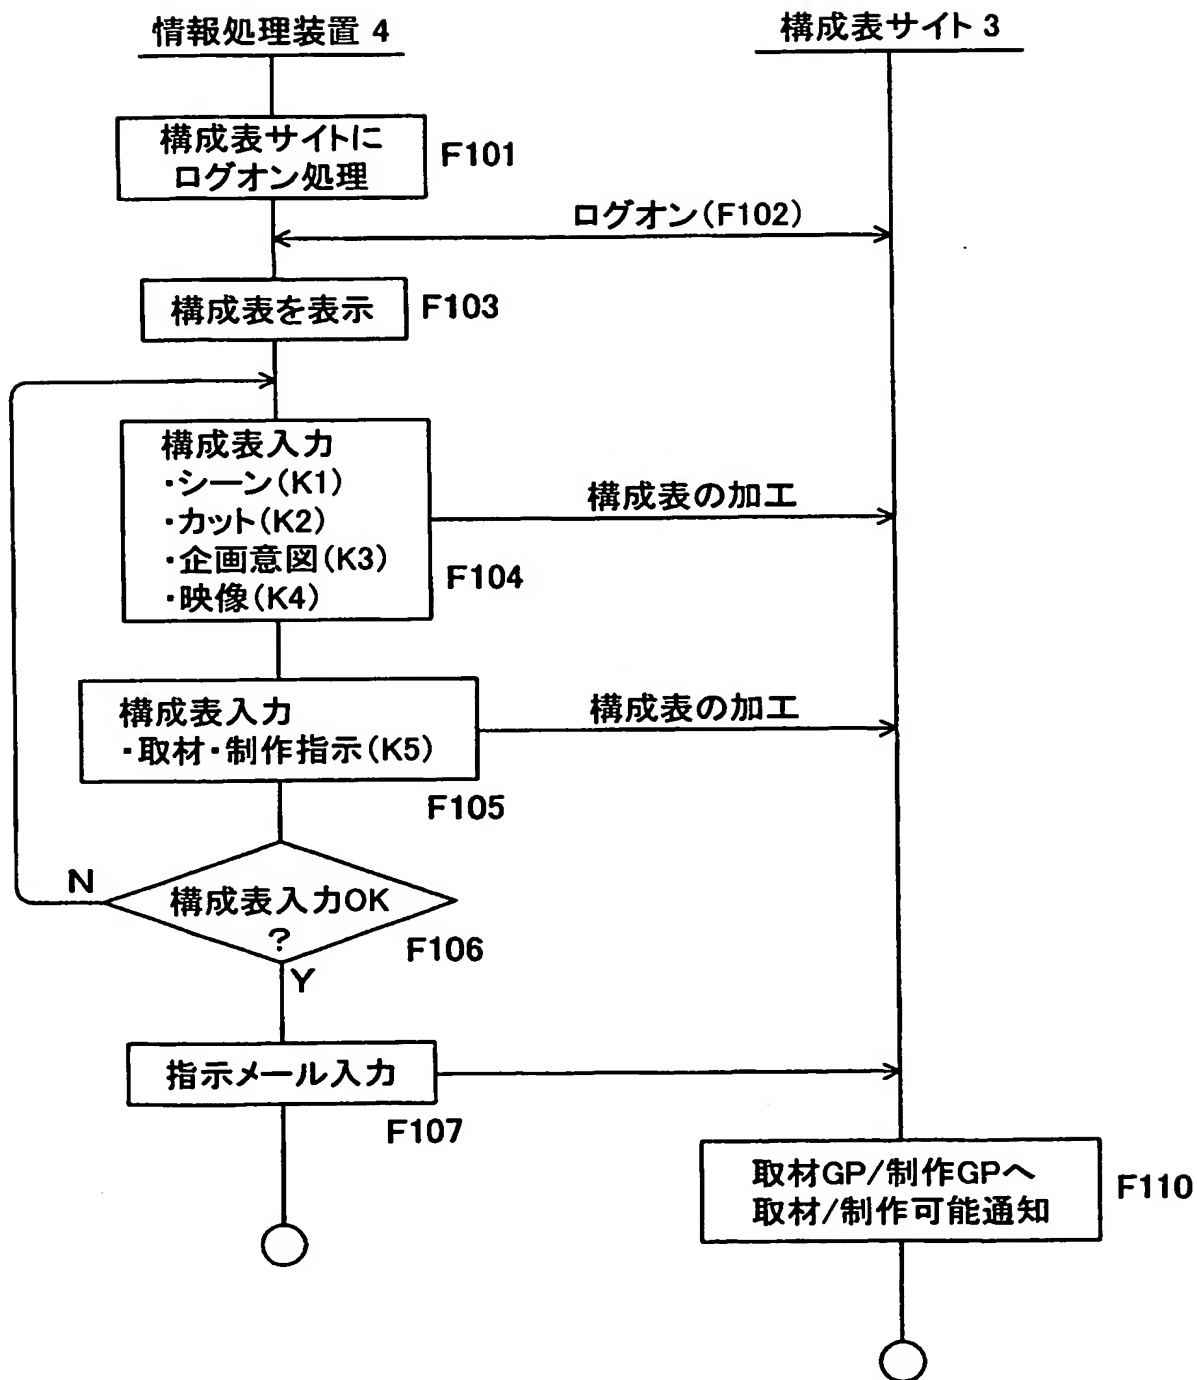 情報処理装置 4
構成表サイト 3
構成表サイトに
ログオン処理
F101
ログオン(F102)
構成表を表示
F103
構成表入力
・シーン(K1)
・カット(K2)
・企画意図(K3)
・映像(K4)
F104
構成表の加工
構成表入力
・取材・制作指示(K5)
F105
構成表の加工
N
構成表入力OK
?
F106
Y
指示メール入力
F107
取材GP/制作GPへ
取材/制作可能通知
F110